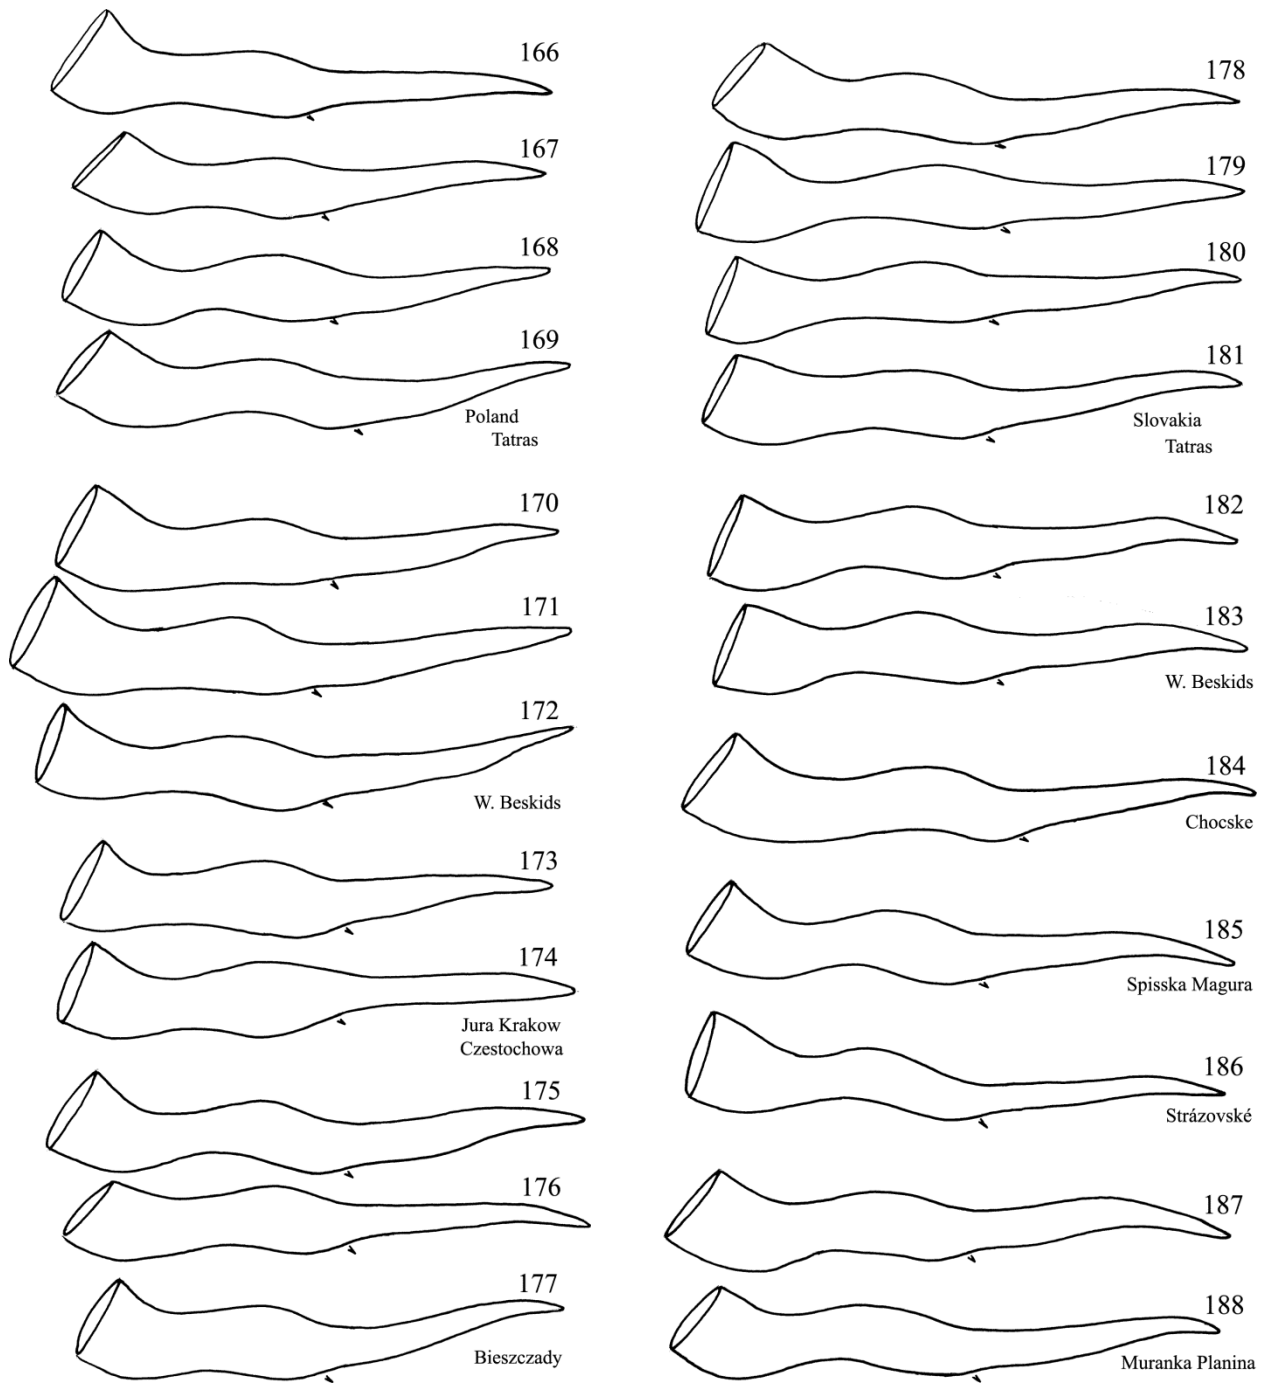 166
167
168
169
Poland
Tatras
170
171
172
W. Beskids
173
174
Jura Krakow
Czestochowa
175
176
177
Bieszczady
178
179
180
181
Slovakia
Tatras
182
183
W. Beskids
184
Chocske
185
Spisska Magura
186
Strázovské
187
188
Muranka Planina